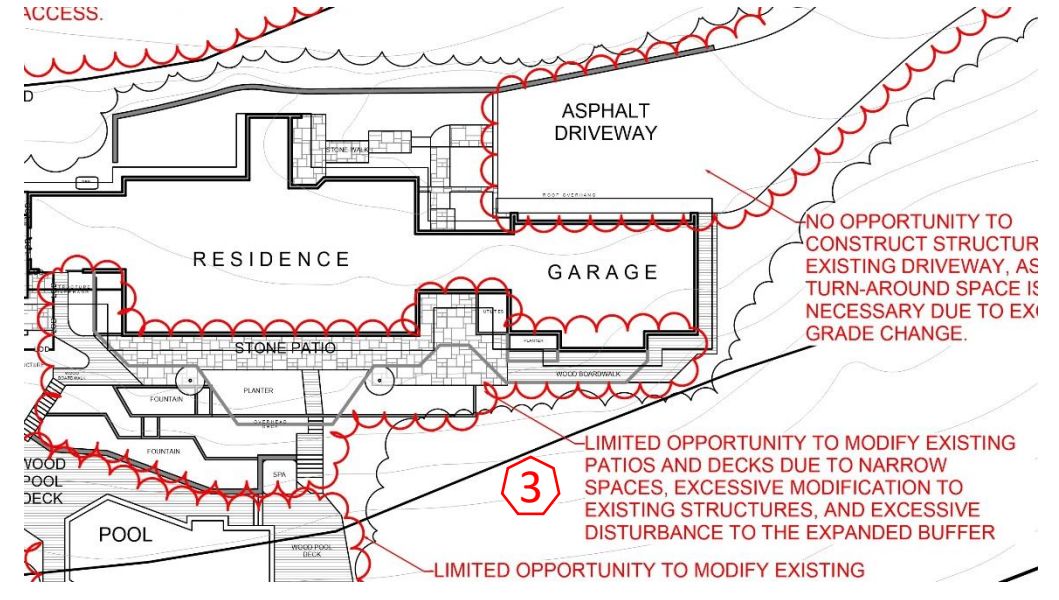 ACCESS.
ASPHALT
DRIVEWAY
STONE WALK
ROOF OVERHANG
NO OPPORTUNITY TO
CONSTRUCT STRUCTUR
EXISTING DRIVEWAY, AS
TURN-AROUND SPACE IS
NECESSARY DUE TO EXC
GRADE CHANGE.
RESIDENCE
GARAGE
UTILITIES
PLANTER
STONE PATIO
WOOD BOARDWALK
WOOD
BOARDWALK
PLANTER
FOUNTAIN
OVERHEAD
FOUNTAIN
SPA
WOOD
POOL
DECK
LIMITED OPPORTUNITY TO MODIFY EXISTING
PATIOS AND DECKS DUE TO NARROW
SPACES, EXCESSIVE MODIFICATION TO
EXISTING STRUCTURES, AND EXCESSIVE
DISTURBANCE TO THE EXPANDED BUFFER
3
POOL
WOOD POOL
DECK
LIMITED OPPORTUNITY TO MODIFY EXISTING